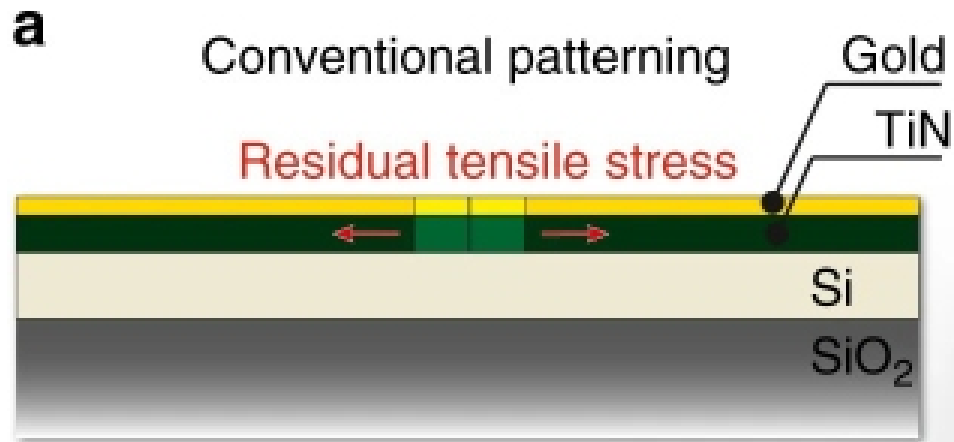 a
Conventional patterning
Gold
TiN
Residual tensile stress
Si
SiO₂